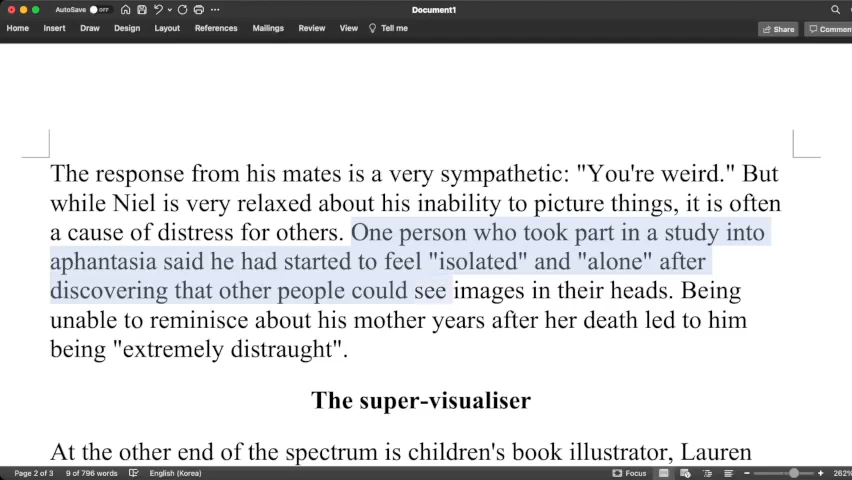 AutoSave OFF ... Document1
Home Insert Draw Design Layout References Mailings Review View Tell me Share
The response from his mates is a very sympathetic: "You're weird." But
while Niel is very relaxed about his inability to picture things, it is often
a cause of distress for others. One person who took part in a study into
aphantasia said he had started to feel "isolated" and "alone" after
discovering that other people could see images in their heads. Being
unable to reminisce about his mother years after her death led to him
being "extremely distraught".
The super-visualiser
At the other end of the spectrum is children's book illustrator, Lauren
Page 2 of 3 9 of 796 words English (Korea) Focus 262%